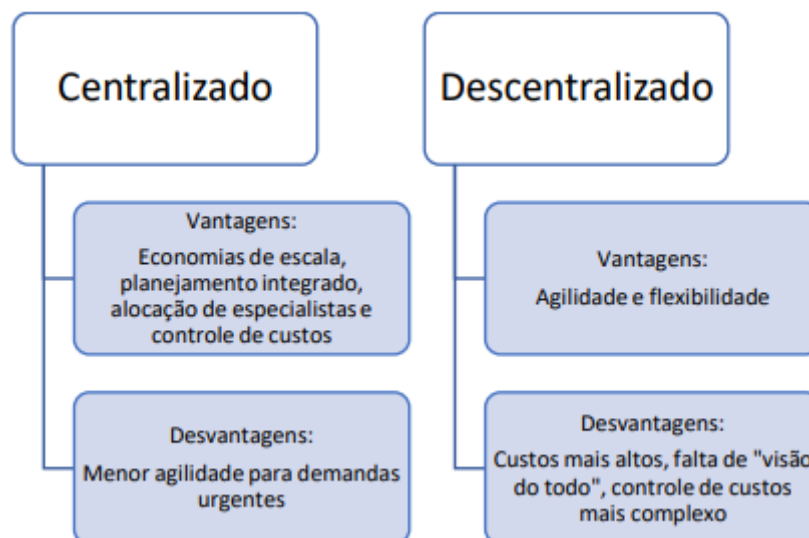 Centralizado
Vantagens:
Economias de escala,
planejamento integrado,
alocação de especialistas e
controle de custos
Desvantagens:
Menor agilidade para demandas
urgentes
Descentralizado
Vantagens:
Agilidade e flexibilidade
Desvantagens:
Custos mais altos, falta de "visão
do todo", controle de custos
mais complexo